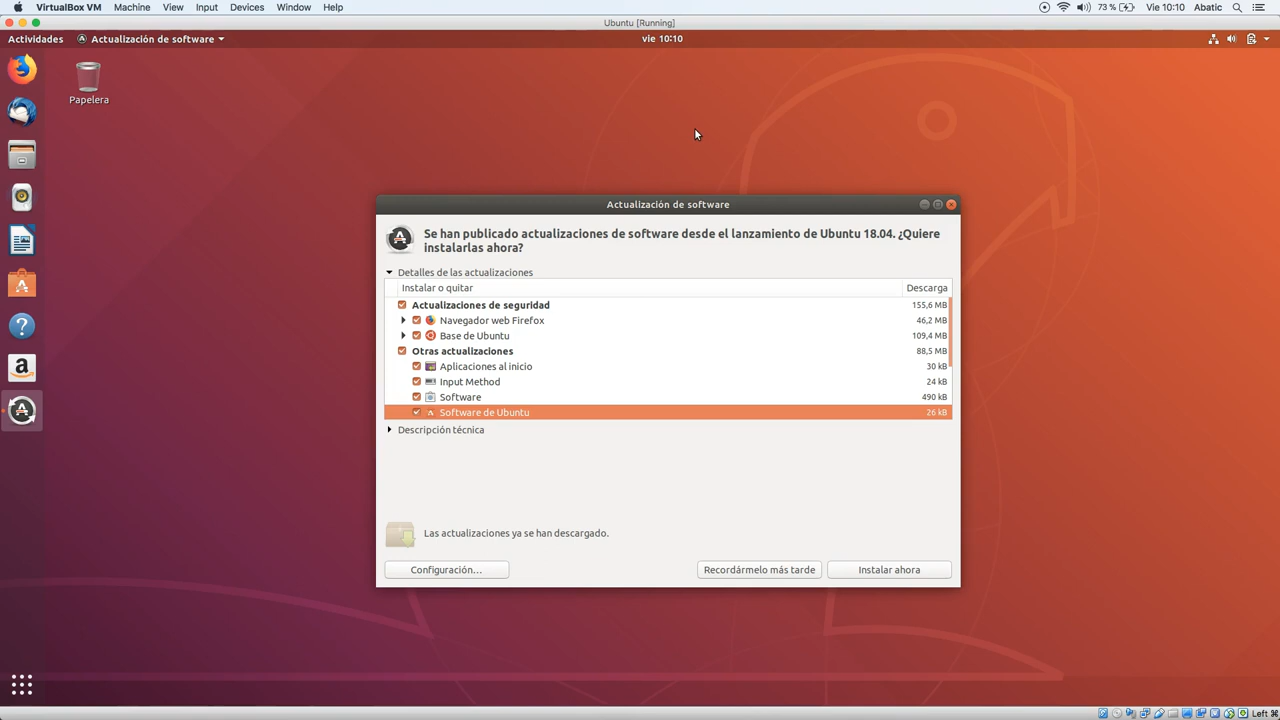 VirtualBox VM Machine View Input Devices Window Help 73 % Vie 10:10 Abatic
Ubuntu [Running]
Actividades Actualización de software vie 10:10
Papelera
Actualización de software
Se han publicado actualizaciones de software desde el lanzamiento de Ubuntu 18.04. ¿Quiere
instalarlas ahora?
Detalles de las actualizaciones
Instalar o quitar Descarga
Actualizaciones de seguridad 155,6 MB
Navegador web Firefox 46,2 MB
Base de Ubuntu 109,4 MB
Otras actualizaciones 88,5 MB
Aplicaciones al inicio 30 kB
Input Method 24 kB
Software 490 kB
Software de Ubuntu 26 kB
Descripción técnica
Las actualizaciones ya se han descargado.
Configuración... Recordármelo más tarde Instalar ahora
Left ⌘